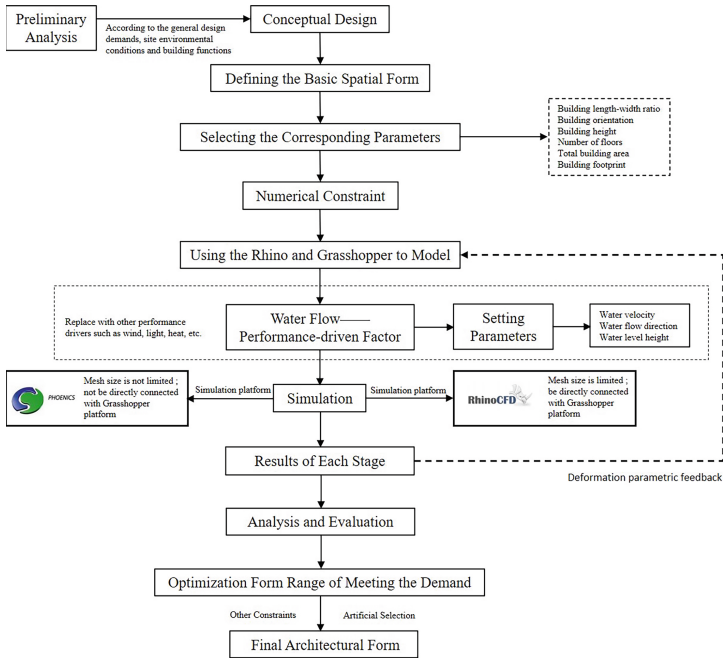 Preliminary
Analysis
According to the general design
demands, site environmental
conditions and building functions
Conceptual Design
Defining the Basic Spatial Form
Selecting the Corresponding Parameters
Building length-width ratio
Building orientation
Building height
Number of floors
Total building area
Building footprint
Numerical Constraint
Using the Rhino and Grasshopper to Model
Replace with other performance
drivers such as wind, light, heat, etc.
Water Flow——
Performance-driven Factor
Setting
Parameters
Water velocity
Water flow direction
Water level height
PHOENICS
Mesh size is not limited ;
not be directly connected
with Grasshopper
platform
Simulation platform
Simulation
Simulation platform
RhinoCFD
Mesh size is limited ;
be directly connected
with Grasshopper
platform
Results of Each Stage
Deformation parametric feedback
Analysis and Evaluation
Optimization Form Range of Meeting the Demand
Other Constraints
Artificial Selection
Final Architectural Form